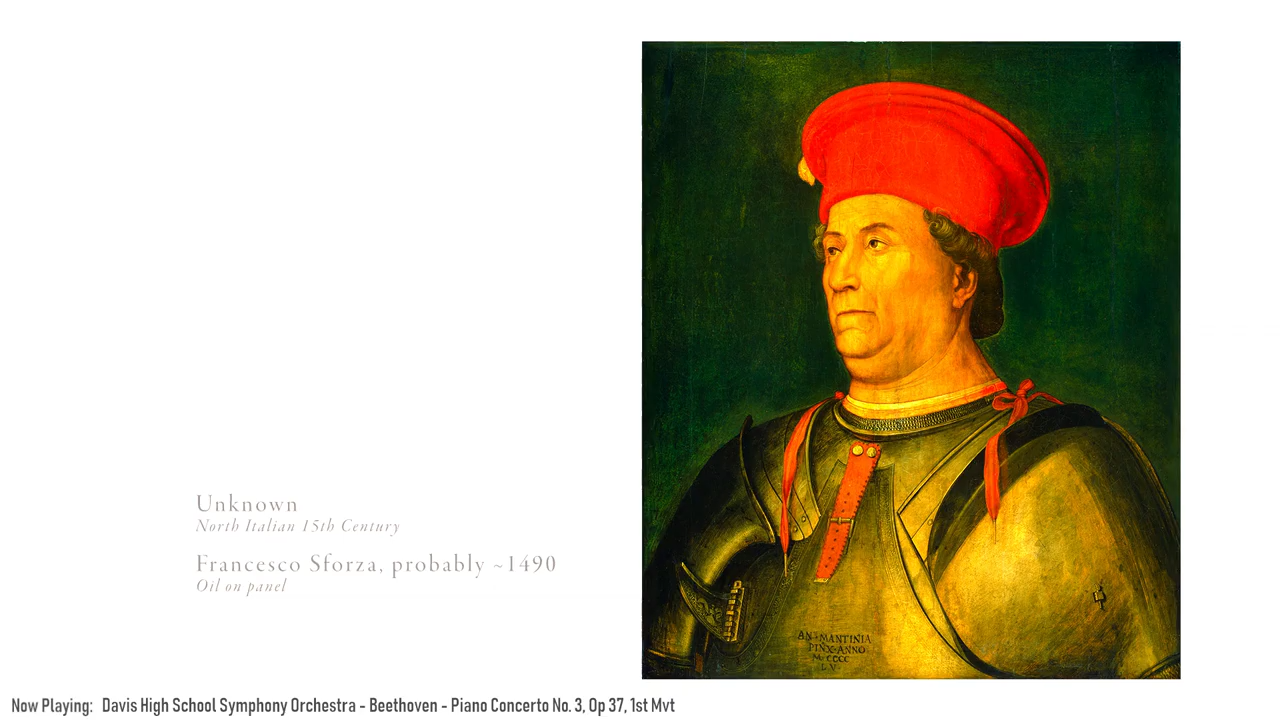 Unknown
North Italian 15th Century
Francesco Sforza, probably ~1490
Oil on panel
AN·MANTINIA
PINX·ANNO
M·CCCC
L·V·
Now Playing: Davis High School Symphony Orchestra - Beethoven - Piano Concerto No. 3, Op 37, 1st Mvt